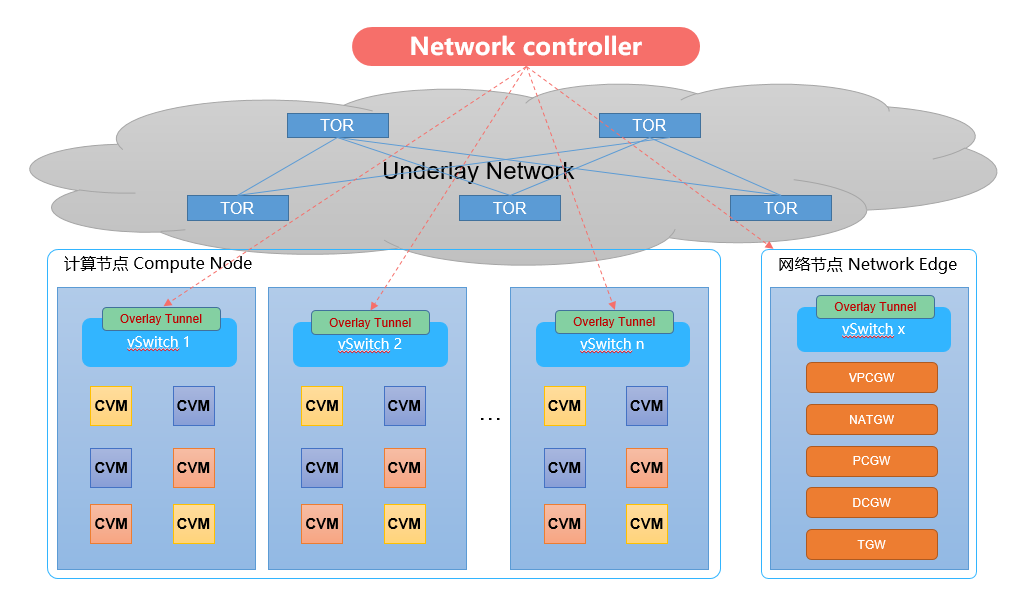 Network controller
TOR
TOR
Underlay Network
TOR
TOR
TOR
计算节点 Compute Node
Overlay Tunnel
vSwitch 1
CVM
CVM
CVM
CVM
CVM
CVM
Overlay Tunnel
vSwitch 2
CVM
CVM
CVM
CVM
CVM
CVM
...
Overlay Tunnel
vSwitch n
CVM
CVM
CVM
CVM
CVM
CVM
网络节点 Network Edge
Overlay Tunnel
vSwitch x
VPCGW
NATGW
PCGW
DCGW
TGW